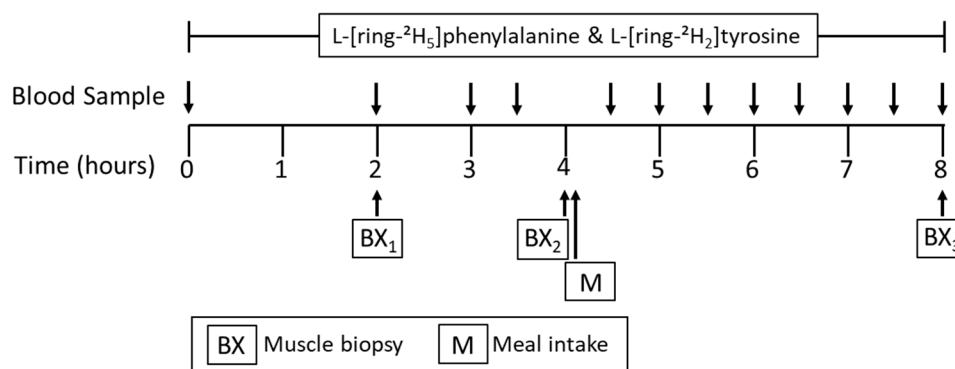 L-[ring-²H₅]phenylalanine & L-[ring-²H₂]tyrosine
Blood Sample
Time (hours) 0 1 2 3 4 5 6 7 8
BX₁ BX₂ BX₃
M
BX Muscle biopsy M Meal intake